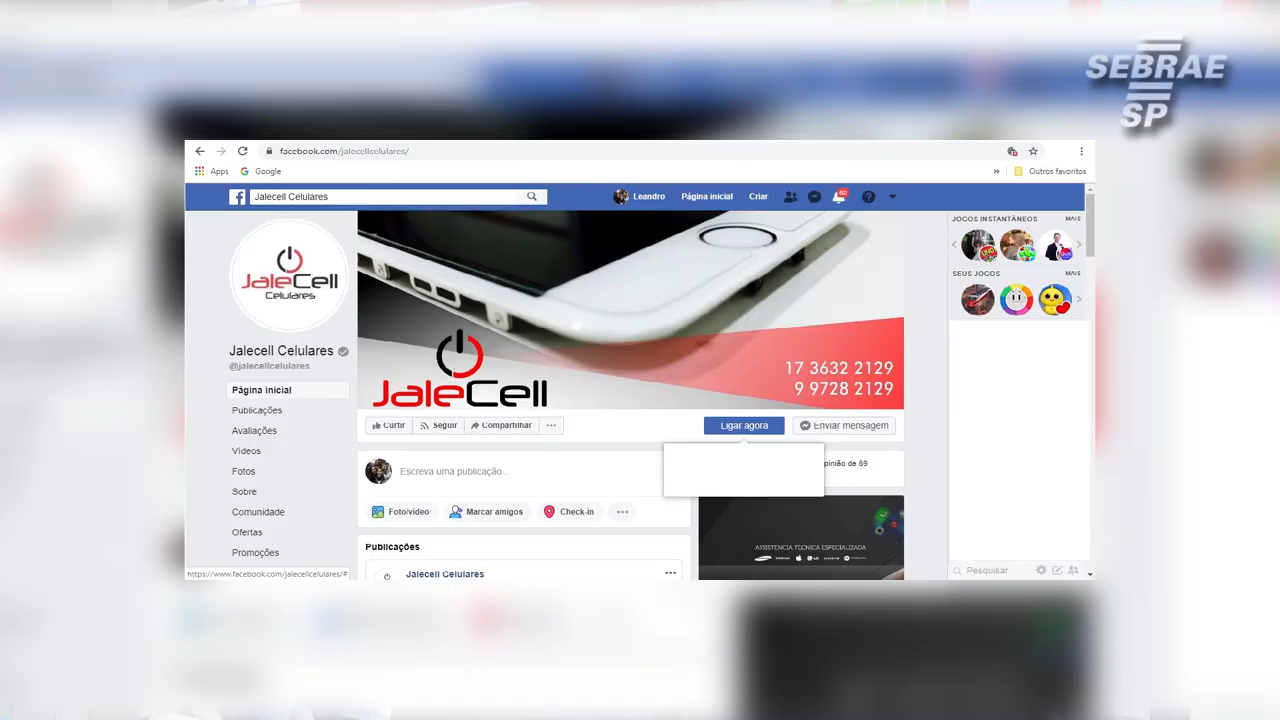 SEBRAE
SP
facebook.com/jalecellcelulares/
Apps
Google
»
Outros favoritos
Jalecell Celulares
Leandro
Página inicial
Criar
62
JaleCell
Celulares
Jalecell Celulares
@jalecellcelulares
Página inicial
Publicações
Avaliações
Vídeos
Fotos
Sobre
Comunidade
Ofertas
Promoções
https://www.facebook.com/jalecellcelulares/#
JaleCell
17 3632 2129
9 9728 2129
Curtir
Seguir
Compartilhar
Ligar agora
Enviar mensagem
Escreva uma publicação...
pinião de 69
Foto/vídeo
Marcar amigos
Check-in
Publicações
Jalecell Celulares
ASSISTENCIA TECNICA ESPECIALIZADA
JOGOS INSTANTÂNEOS
MAIS
SEUS JOGOS
MAIS
Pesquisar